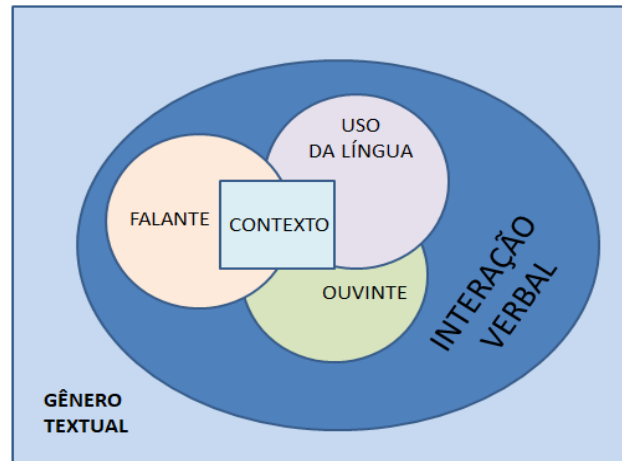 USO
DA LÍNGUA
FALANTE
CONTEXTO
OUVINTE
INTERAÇÃO
VERBAL
GÊNERO
TEXTUAL